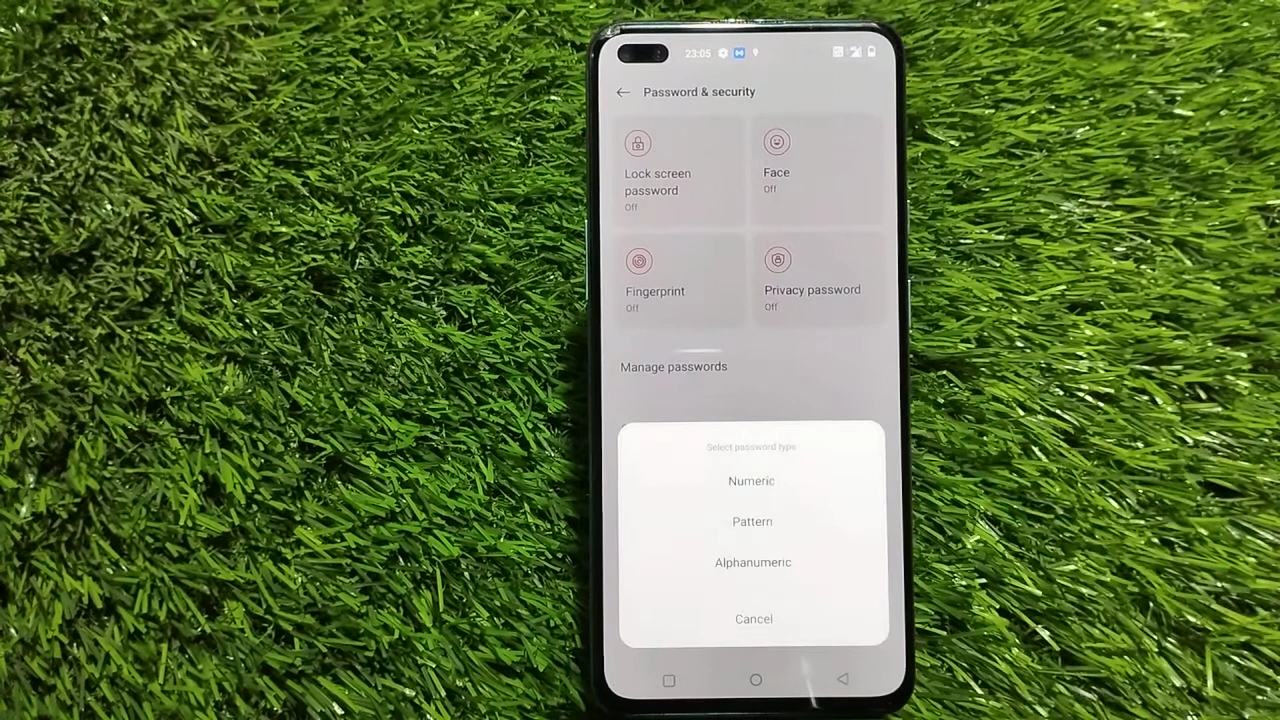 23:05
Password & security
Lock screen
password
Off
Face
Off
Fingerprint
Off
Privacy password
Off
Manage passwords
Select password type
Numeric
Pattern
Alphanumeric
Cancel